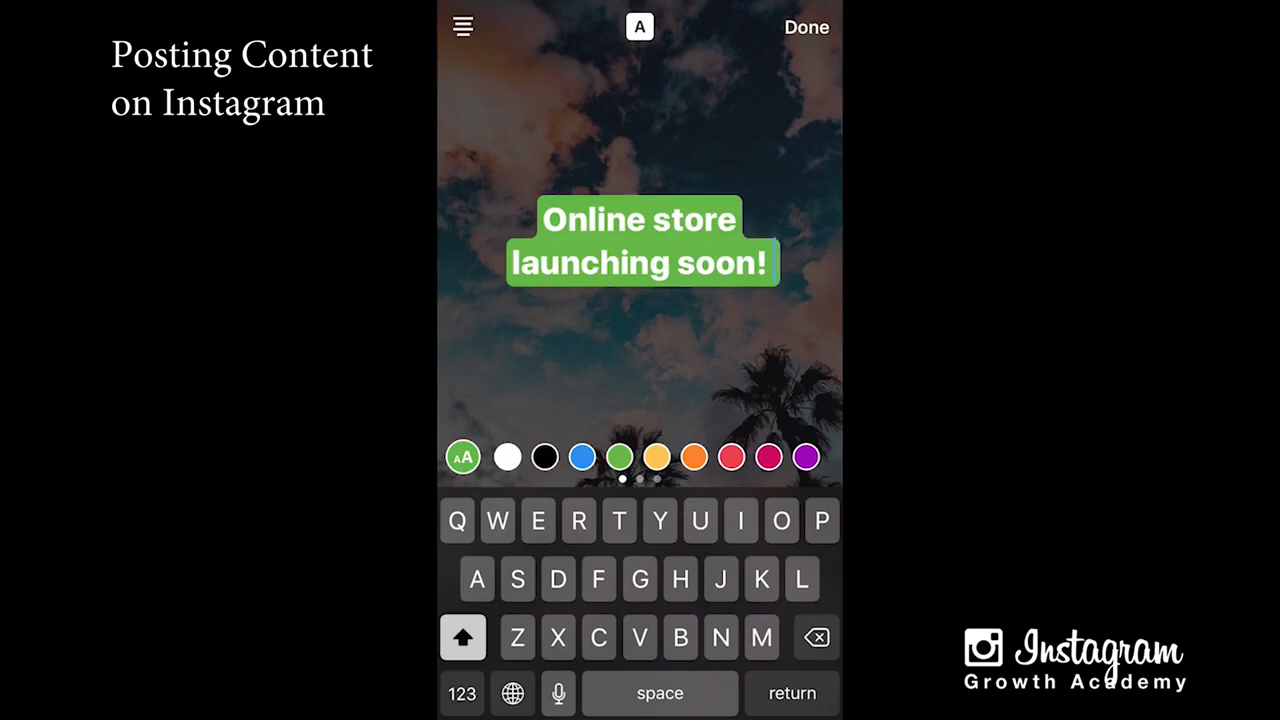 Posting Content
on Instagram
A
Done
Online store
launching soon!
AA
Q W E R T Y U I O P
A S D F G H J K L
Z X C V B N M
123
space
return
Instagram
Growth Academy